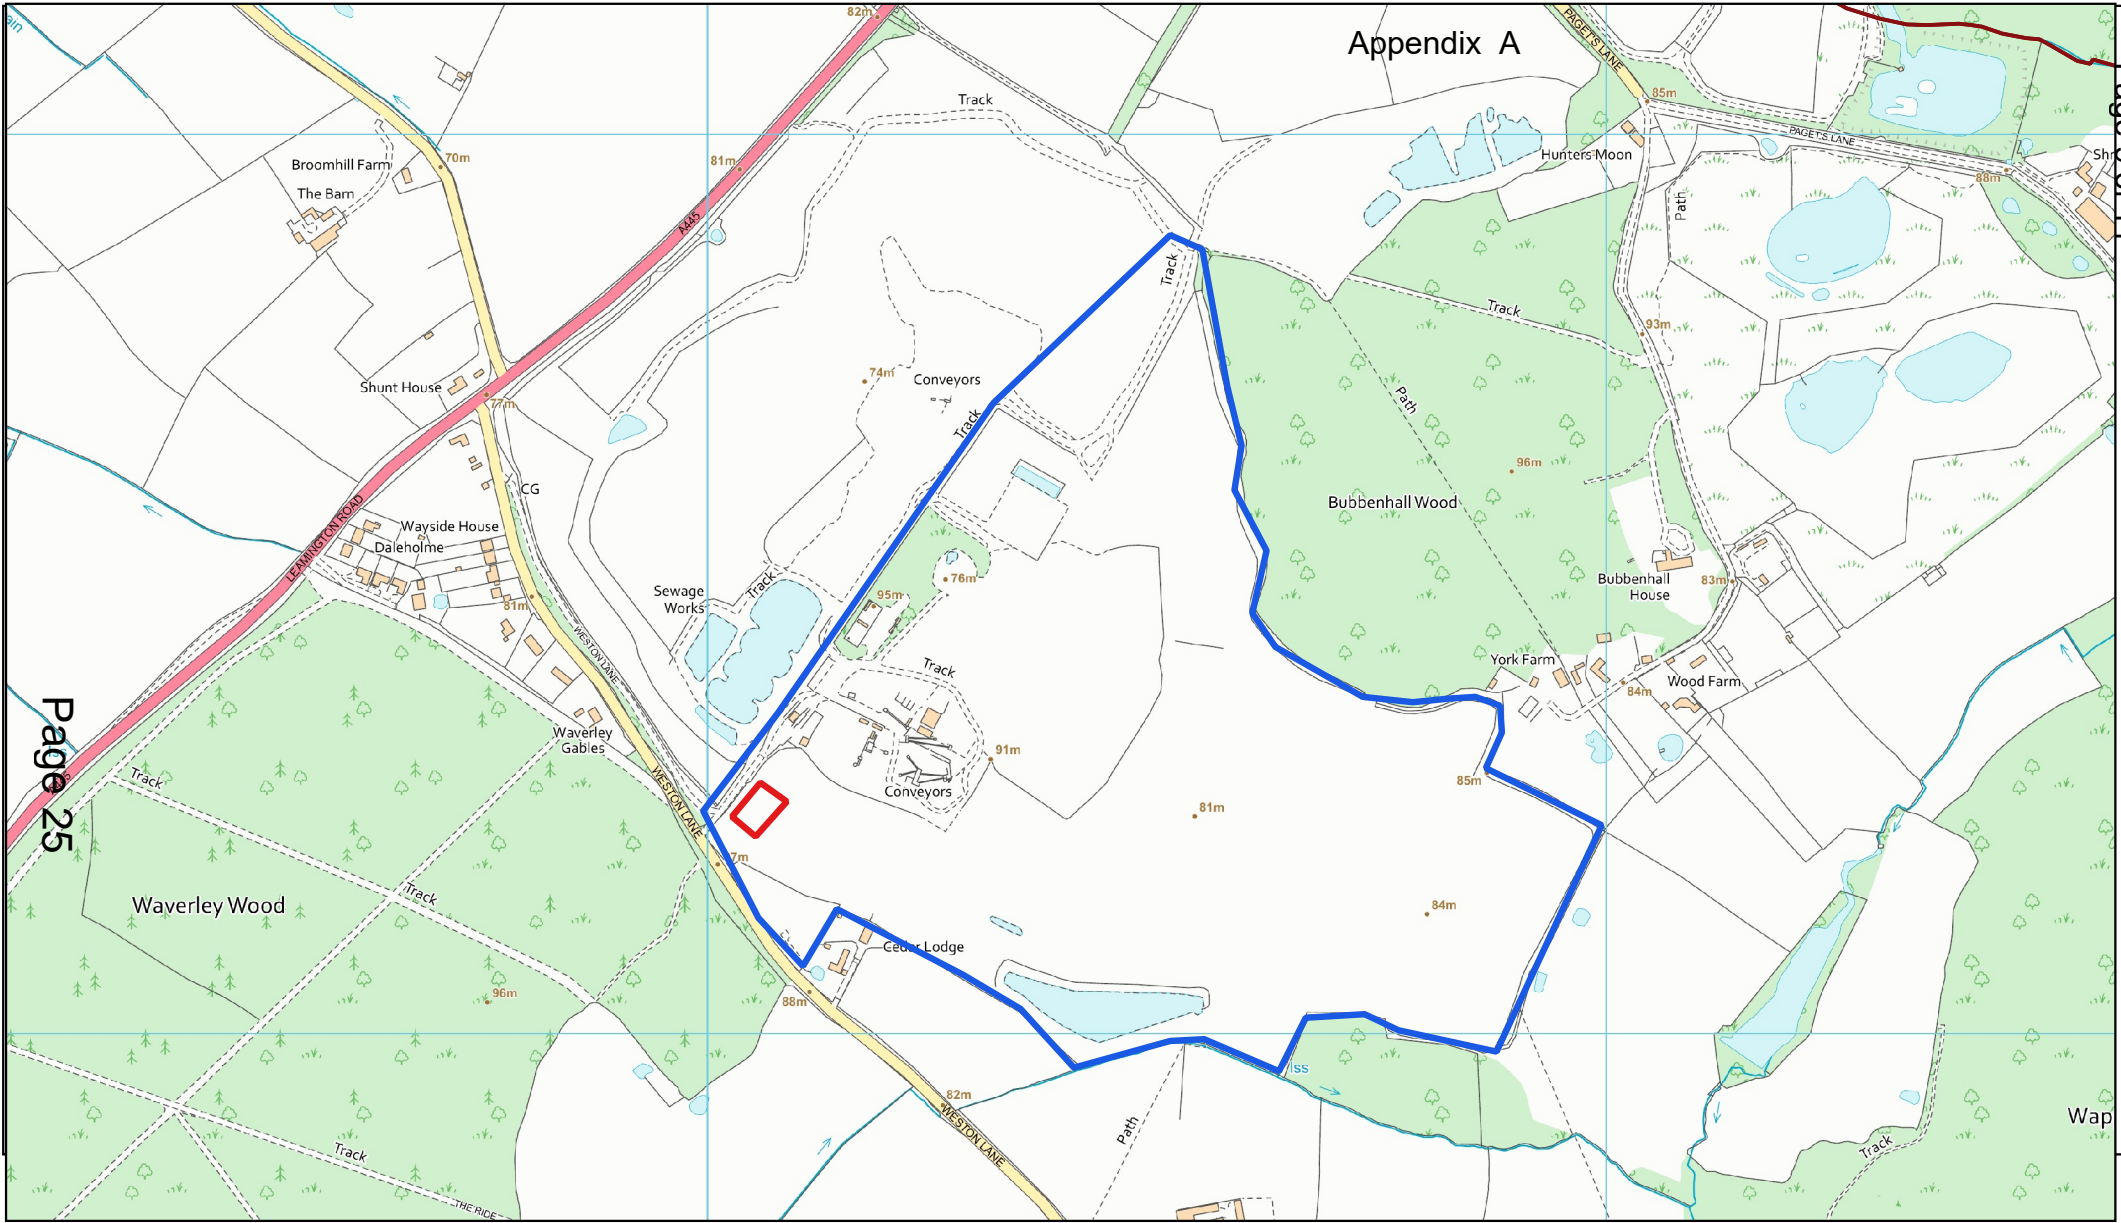 82m
Appendix A
PAGET'S LANE
85m
Track
PAGET'S LANE
Hunters Moon
88m
Broomhill Farm
70m
81m
The Barn
A445
Path
Track
Track
93m
74m
Conveyors
Shunt House
77m
Path
Track
96m
CG
Bubbenhall Wood
LEAMINGTON ROAD
Wayside House
Daleholme
76m
Bubbenhall
House
83m
Sewage
Works
Track
95m
81m
WESTON LANE
Track
York Farm
Wood Farm
84m
Page 25
Waverley
Gables
91m
Track
Conveyors
85m
WESTON LANE
81m
7m
Track
Waverley Wood
84m
Cedar Lodge
96m
88m
Iss
82m
WESTON LANE
Path
Wap
Track
Track
THE RIDE